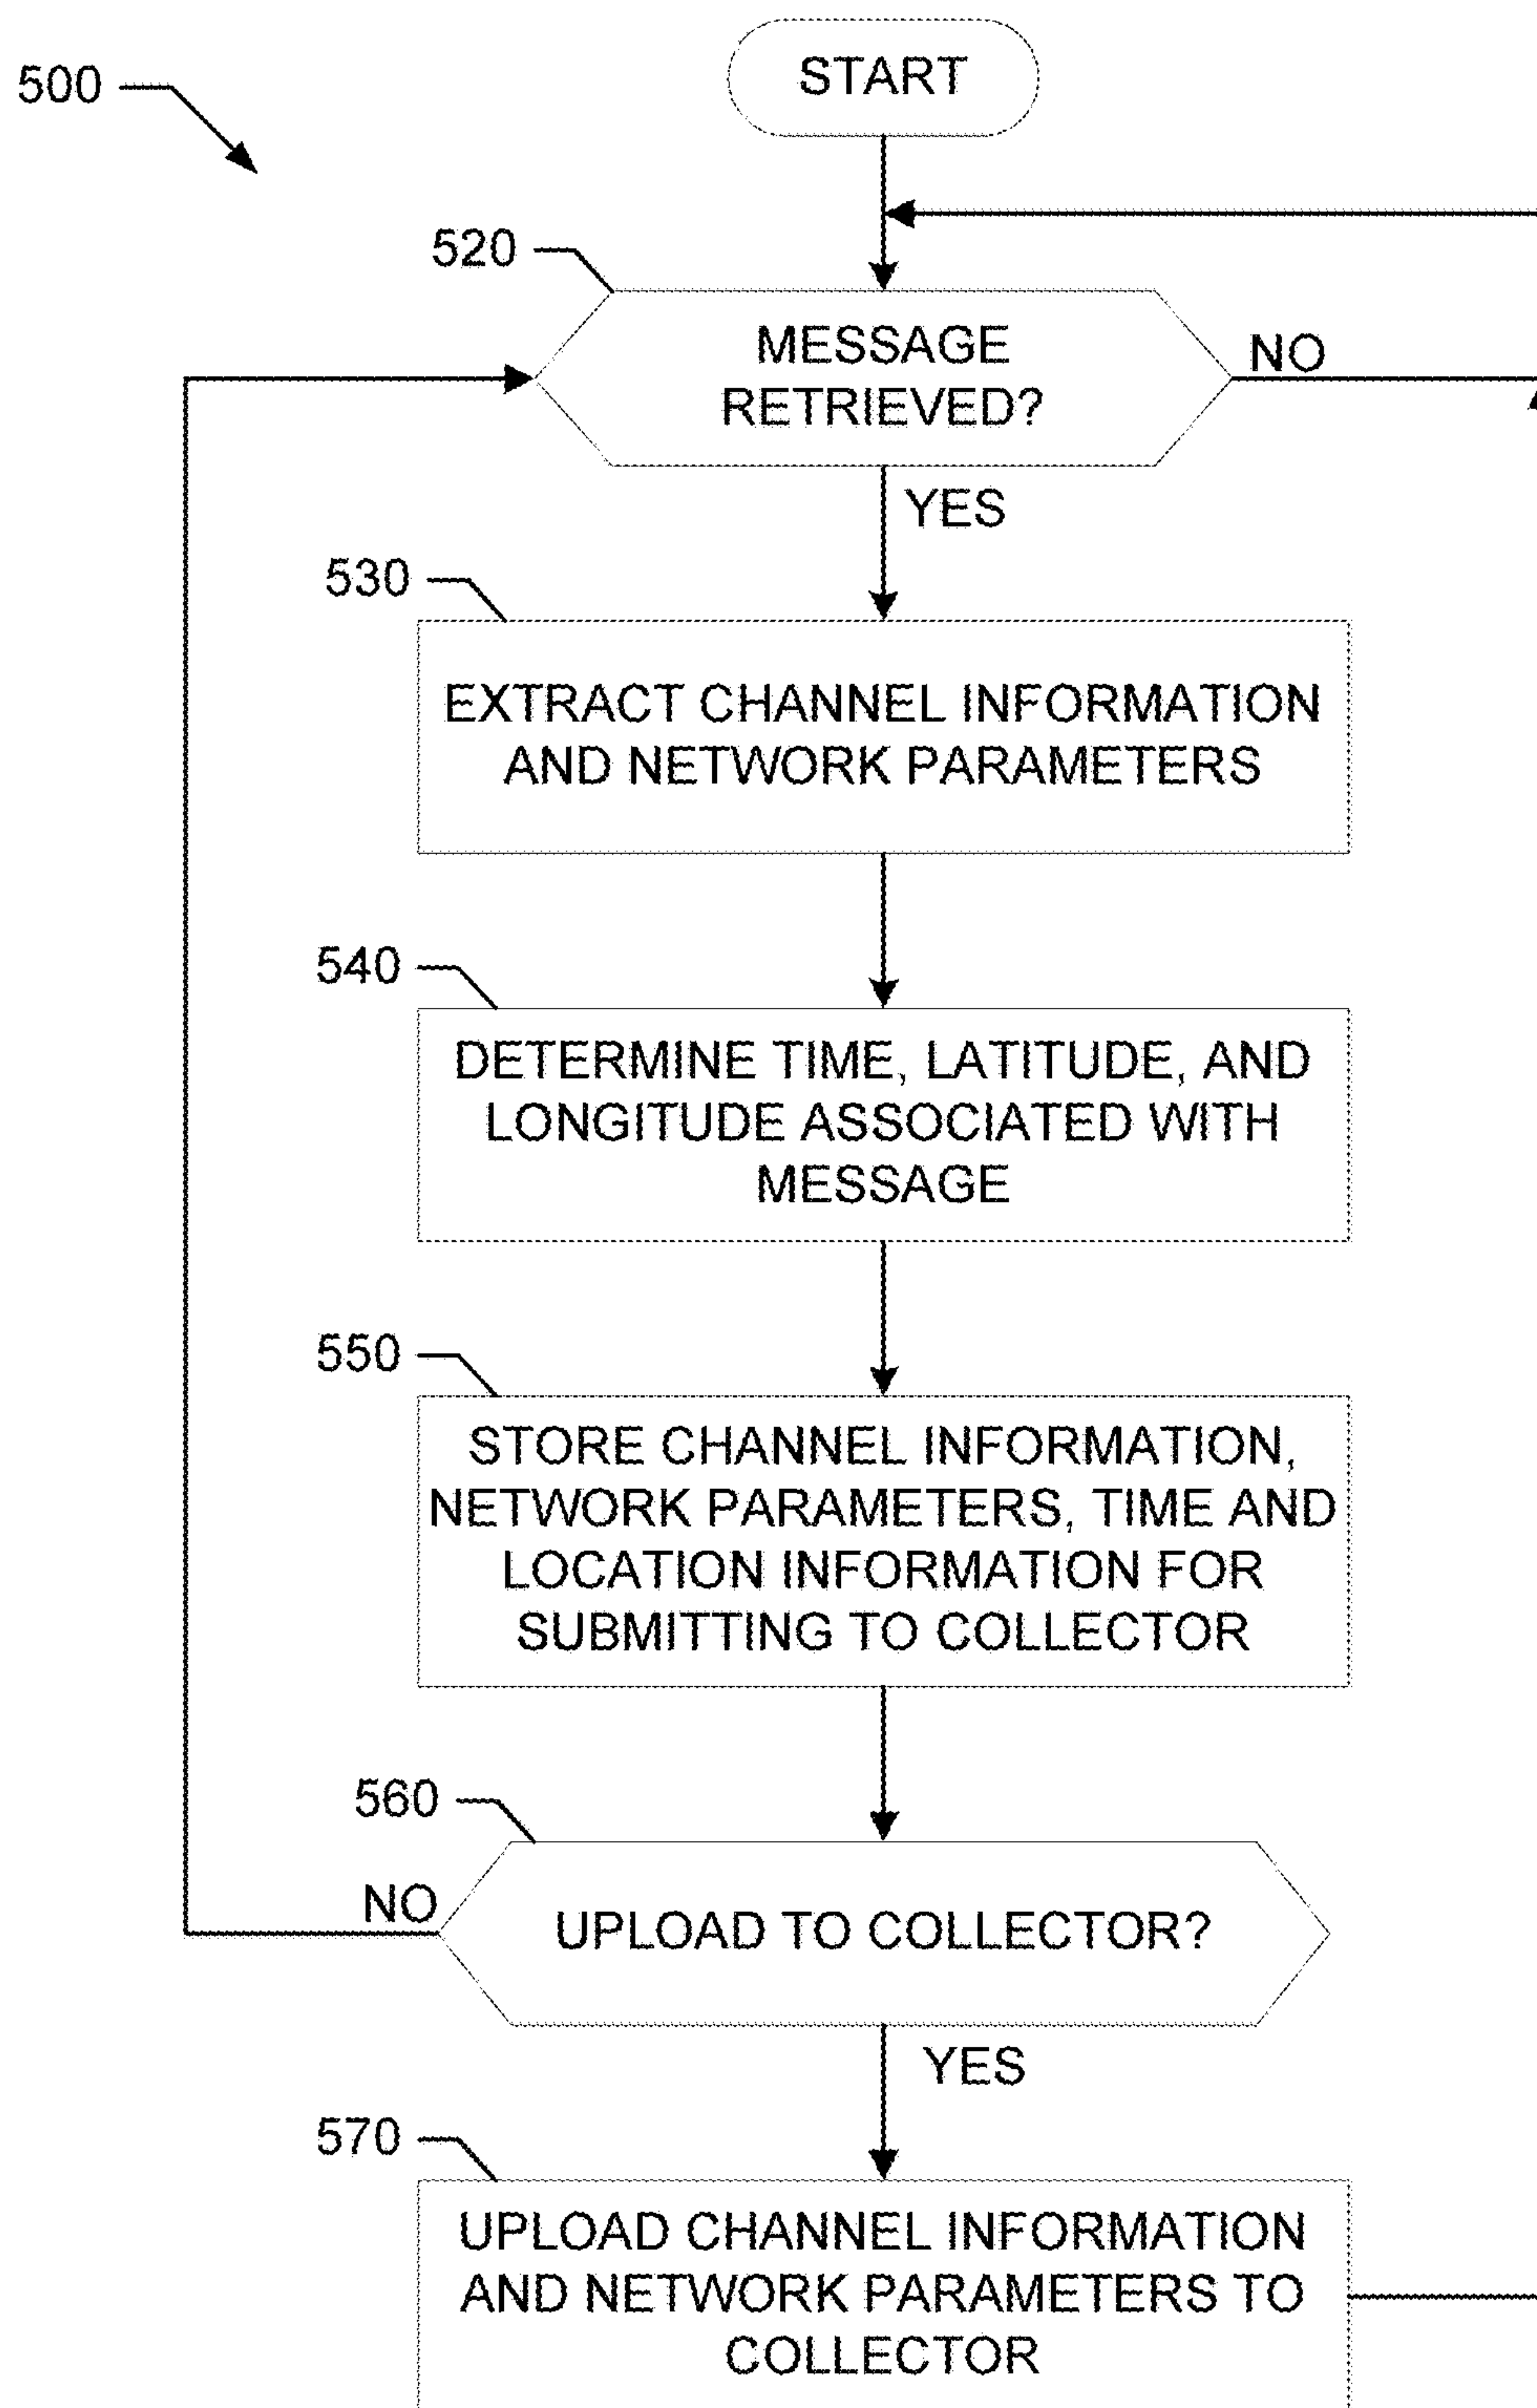 500
START
520
MESSAGE
RETRIEVED?
NO
YES
530
EXTRACT CHANNEL INFORMATION
AND NETWORK PARAMETERS
540
DETERMINE TIME, LATITUDE, AND
LONGITUDE ASSOCIATED WITH
MESSAGE
550
STORE CHANNEL INFORMATION,
NETWORK PARAMETERS, TIME AND
LOCATION INFORMATION FOR
SUBMITTING TO COLLECTOR
560
NO
UPLOAD TO COLLECTOR?
YES
570
UPLOAD CHANNEL INFORMATION
AND NETWORK PARAMETERS TO
COLLECTOR